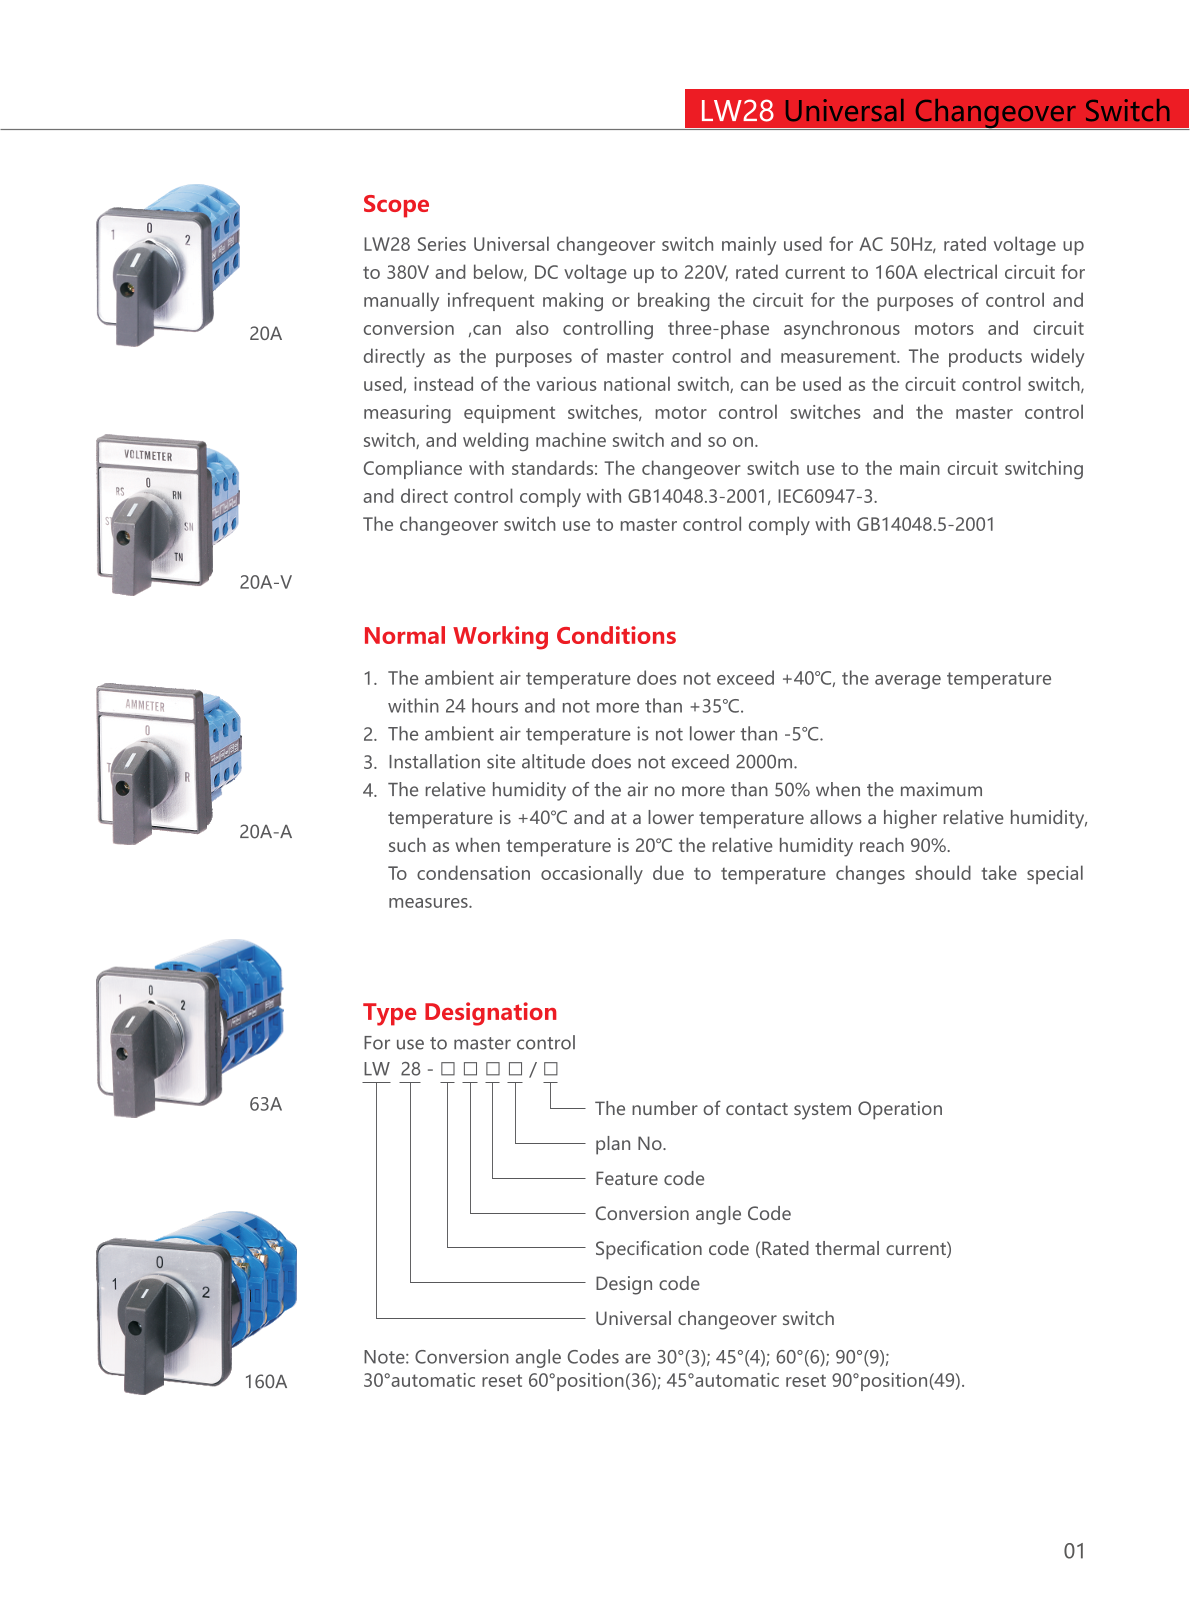 LW28 Universal Changeover Switch
1 0 2
20A
VOLTMETER
0
RS RN
SN
TN
20A-V
AMMETER
0
T R
20A-A
1 0 2
63A
1 0 2
160A
Scope
LW28 Series Universal changeover switch mainly used for AC 50Hz, rated voltage up
to 380V and below, DC voltage up to 220V, rated current to 160A electrical circuit for
manually infrequent making or breaking the circuit for the purposes of control and
conversion ,can also controlling three-phase asynchronous motors and circuit
directly as the purposes of master control and measurement. The products widely
used, instead of the various national switch, can be used as the circuit control switch,
measuring equipment switches, motor control switches and the master control
switch, and welding machine switch and so on.
Compliance with standards: The changeover switch use to the main circuit switching
and direct control comply with GB14048.3-2001, IEC60947-3.
The changeover switch use to master control comply with GB14048.5-2001
Normal Working Conditions
1. The ambient air temperature does not exceed +40℃, the average temperature
within 24 hours and not more than +35℃.
2. The ambient air temperature is not lower than -5℃.
3. Installation site altitude does not exceed 2000m.
4. The relative humidity of the air no more than 50% when the maximum
temperature is +40℃ and at a lower temperature allows a higher relative humidity,
such as when temperature is 20℃ the relative humidity reach 90%.
To condensation occasionally due to temperature changes should take special
measures.
Type Designation
For use to master control
LW 28 - □ □ □ □ / □
The number of contact system Operation
plan No.
Feature code
Conversion angle Code
Specification code (Rated thermal current)
Design code
Universal changeover switch
Note: Conversion angle Codes are 30°(3); 45°(4); 60°(6); 90°(9);
30°automatic reset 60°position(36); 45°automatic reset 90°position(49).
01